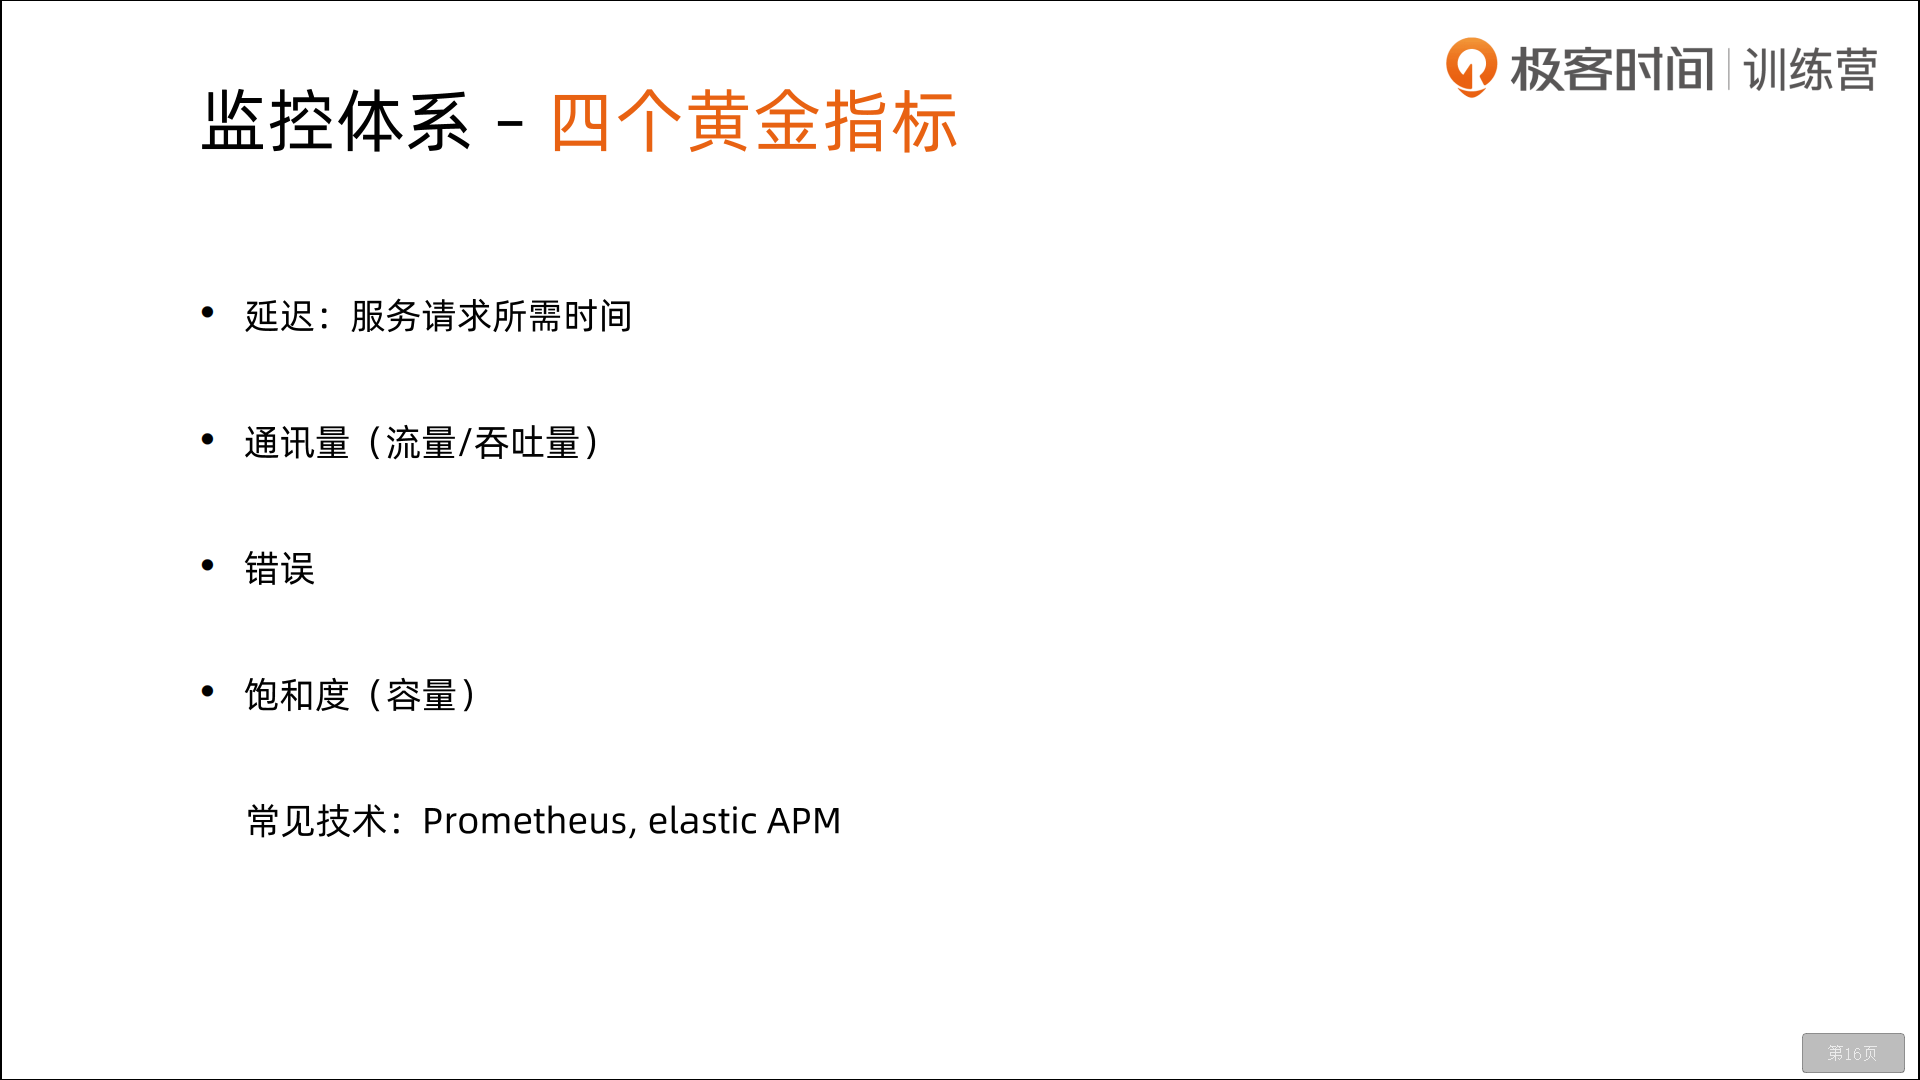 极客时间 | 训练营
监控体系 – 四个黄金指标
• 延迟：服务请求所需时间
• 通讯量（流量/吞吐量）
• 错误
• 饱和度（容量）
常见技术：Prometheus, elastic APM
第16页